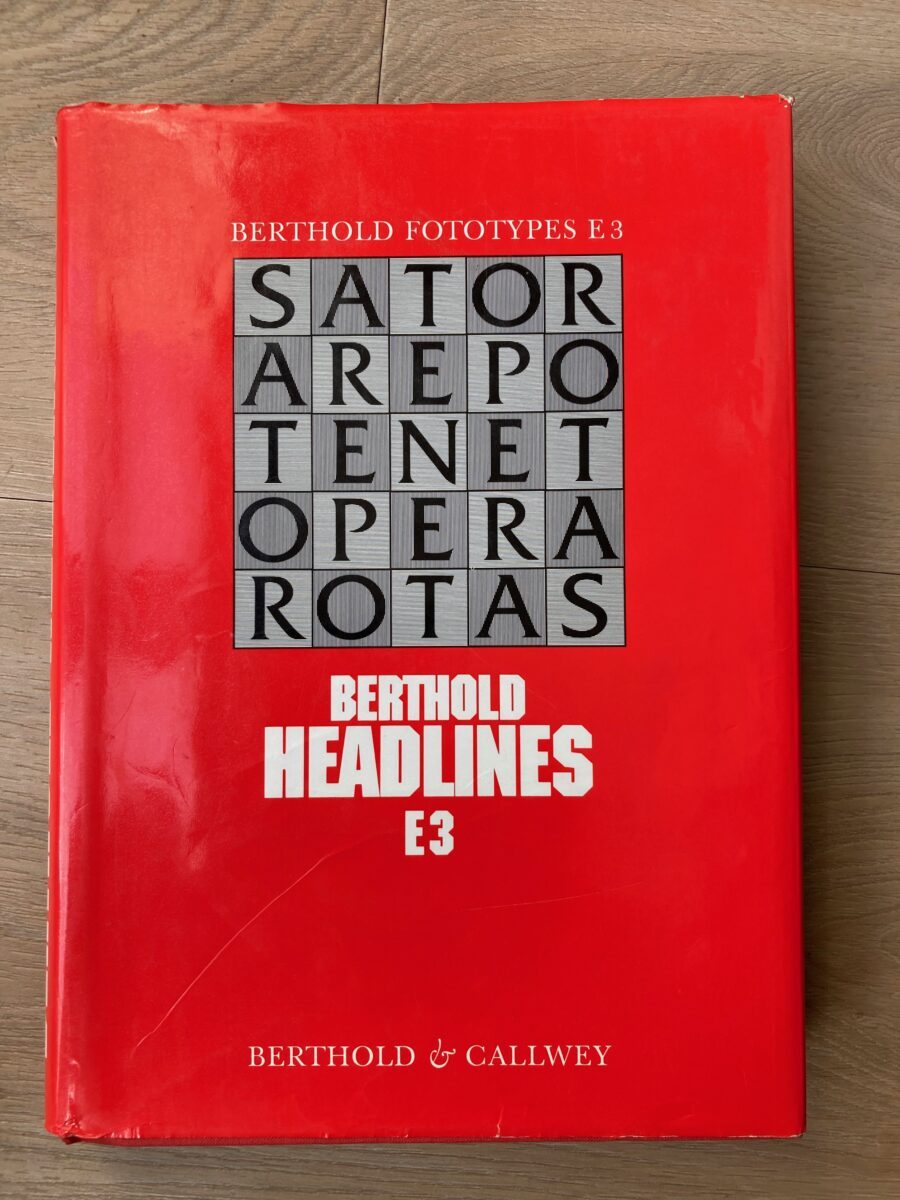 BERTHOLD FOTOTYPES E3
SATOR
AREPO
TENET
OPERA
ROTAS
BERTHOLD
HEADLINES
E3
BERTHOLD & CALLWEY